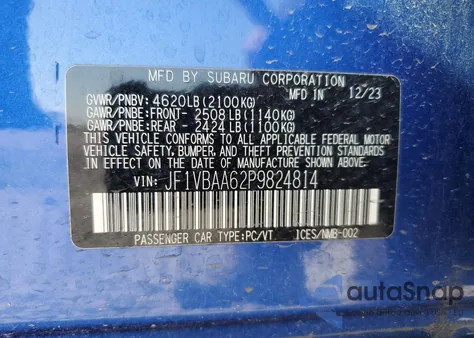 MFD BY SUBARU CORPORATION
GVWR/PNBV: 4620LB(2100KG) MFD IN 12/23
GAWR/PNBE:FRONT- 2508LB(1140KG)
GAWR/PNBE:REAR - 2424LB(1100KG)
THIS VEHICLE CONFORMS TO ALL APPLICABLE FEDERAL MOTOR
VEHICLE SAFETY, BUMPER, AND THEFT PREVENTION STANDARDS
IN EFFECT ON THE DATE OF MANUFACTURE SHOWN ABOVE.
VIN: JF1VBAA62P9824814
PASSENGER CAR TYPE:PC/VT ICES/NMB-002
autoSnap